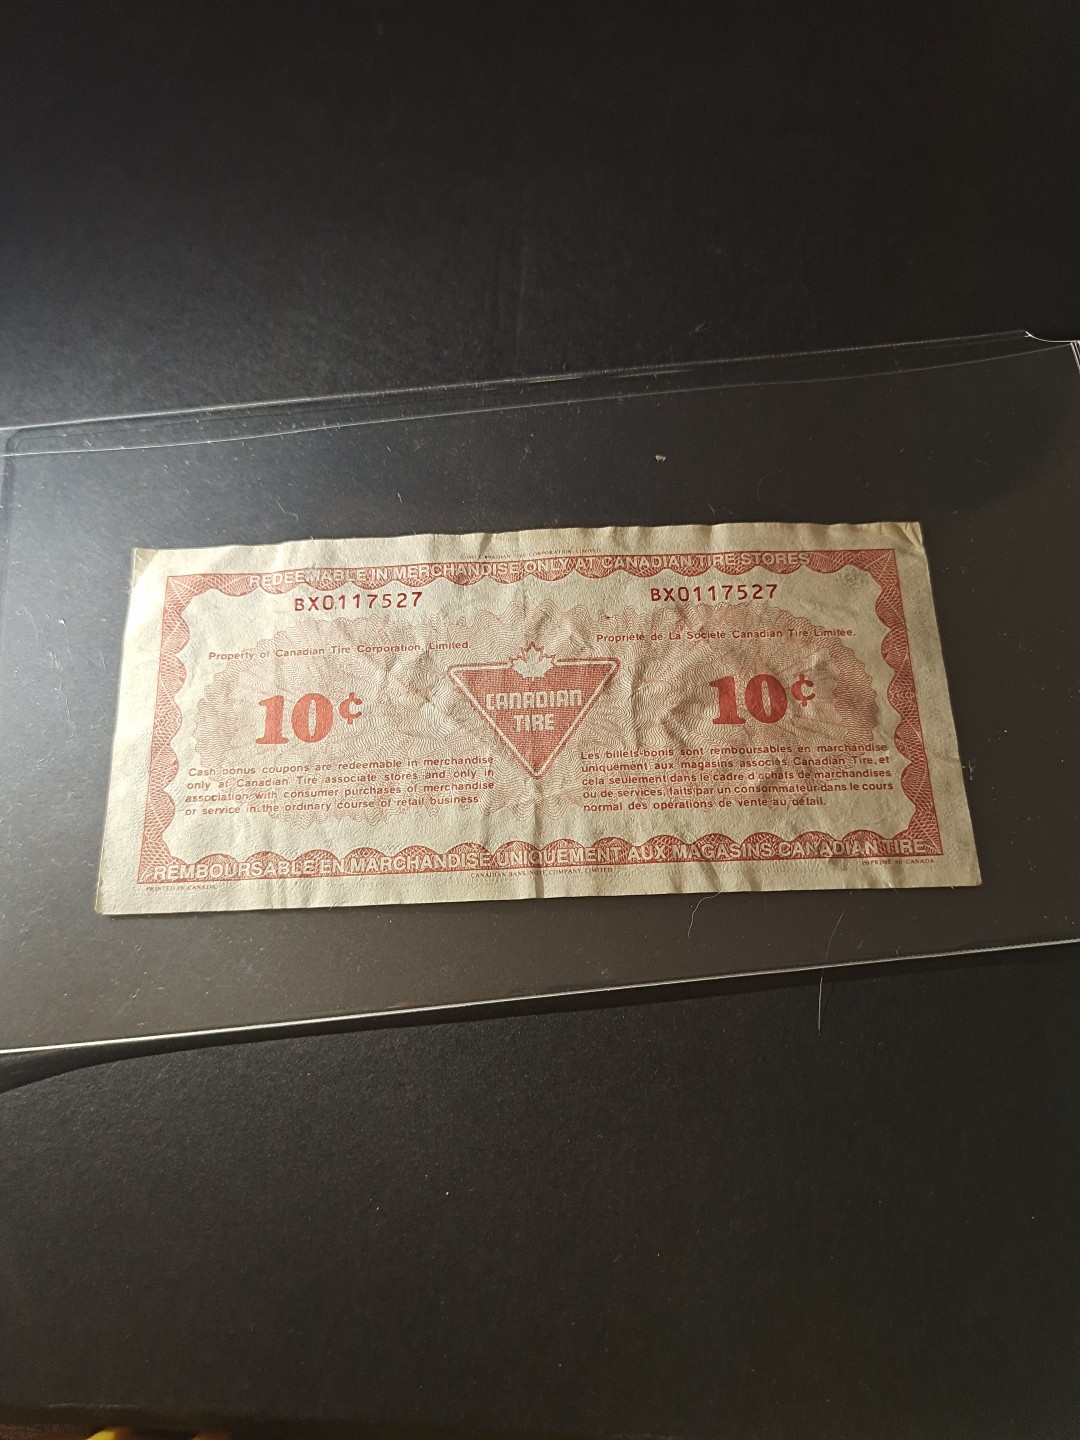 CANADIAN TIRE CORPORATION, LIMITED
REDEEMABLE IN MERCHANDISE ONLY AT CANADIAN TIRE STORES
BX0117527
BX0117527
Property of Canadian Tire Corporation, Limited.
Propriété de La Société Canadian Tire Limitée.
10¢
CANADIAN
TIRE
10¢
Cash bonus coupons are redeemable in merchandise
only at Canadian Tire associate stores and only in
association with consumer purchases of merchandise
or service in the ordinary course of retail business.
Les billets-bonis sont remboursables en marchandise
uniquement aux magasins associés Canadian Tire, et
cela seulement dans le cadre d'achats de marchandises
ou de services, faits par un consommateur dans le cours
normal des opérations de vente au détail.
REMBOURSABLE EN MARCHANDISE UNIQUEMENT AUX MAGASINS CANADIAN TIRE
PRINTED IN CANADA
CANADIAN BANK NOTE COMPANY, LIMITED
IMPRIMÉ AU CANADA